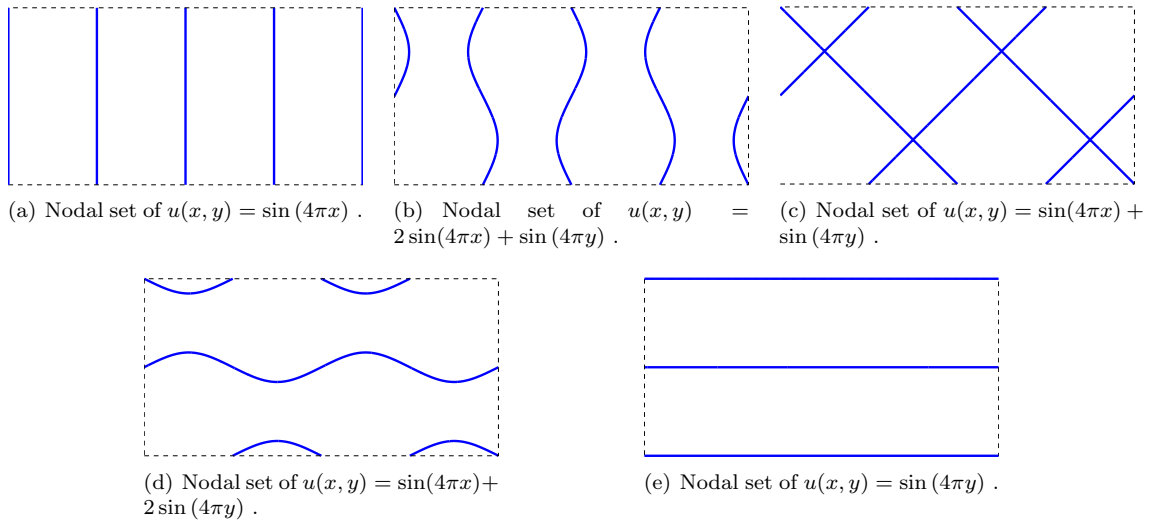 (a) Nodal set of u(x, y) = sin (4πx) .
(b) Nodal set of u(x, y) =
2 sin(4πx) + sin (4πy) .
(c) Nodal set of u(x, y) = sin(4πx) +
sin (4πy) .
(d) Nodal set of u(x, y) = sin(4πx)+
2 sin (4πy) .
(e) Nodal set of u(x, y) = sin (4πy) .